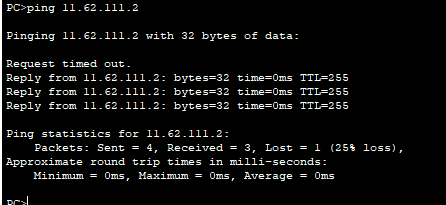 PC>ping 11.62.111.2
Pinging 11.62.111.2 with 32 bytes of data:
Request timed out.
Reply from 11.62.111.2: bytes=32 time=0ms TTL=255
Reply from 11.62.111.2: bytes=32 time=0ms TTL=255
Reply from 11.62.111.2: bytes=32 time=0ms TTL=255
Ping statistics for 11.62.111.2:
Packets: Sent = 4, Received = 3, Lost = 1 (25% loss),
Approximate round trip times in milli-seconds:
Minimum = 0ms, Maximum = 0ms, Average = 0ms
PC>